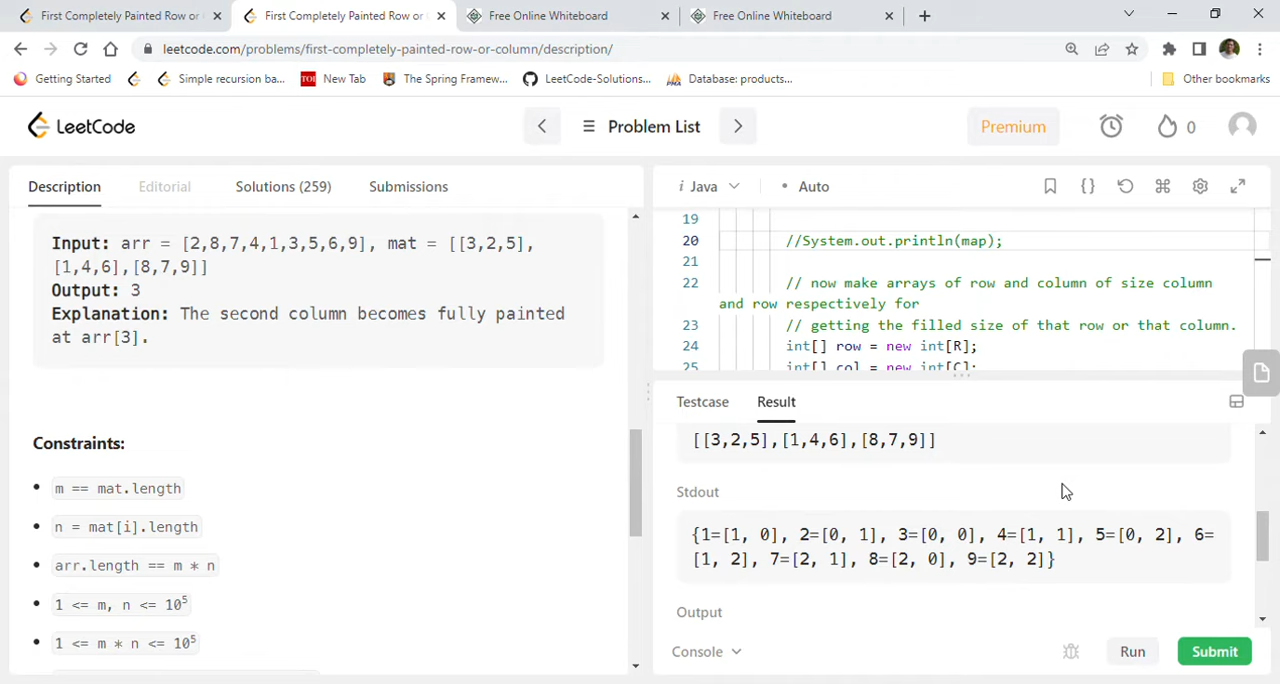 First Completely Painted Row or
First Completely Painted Row or
Free Online Whiteboard
Free Online Whiteboard
leetcode.com/problems/first-completely-painted-row-or-column/description/
Getting Started
Simple recursion ba...
TOI New Tab
The Spring Framew...
LeetCode-Solutions...
Database: products...
Other bookmarks
LeetCode
Problem List
Premium
0
Description
Editorial
Solutions (259)
Submissions
Input: arr = [2,8,7,4,1,3,5,6,9], mat = [[3,2,5],
[1,4,6],[8,7,9]]
Output: 3
Explanation: The second column becomes fully painted
at arr[3].
Constraints:
m == mat.length
n = mat[i].length
arr.length == m * n
1 <= m, n <= 10⁵
1 <= m * n <= 10⁵
i Java
• Auto
19
20 //System.out.println(map);
21
22 // now make arrays of row and column of size column
and row respectively for
23 // getting the filled size of that row or that column.
24 int[] row = new int[R];
25 int[] col = new int[C];
Testcase
Result
[[3,2,5],[1,4,6],[8,7,9]]
Stdout
{1=[1, 0], 2=[0, 1], 3=[0, 0], 4=[1, 1], 5=[0, 2], 6=
[1, 2], 7=[2, 1], 8=[2, 0], 9=[2, 2]}
Output
Console
Run
Submit